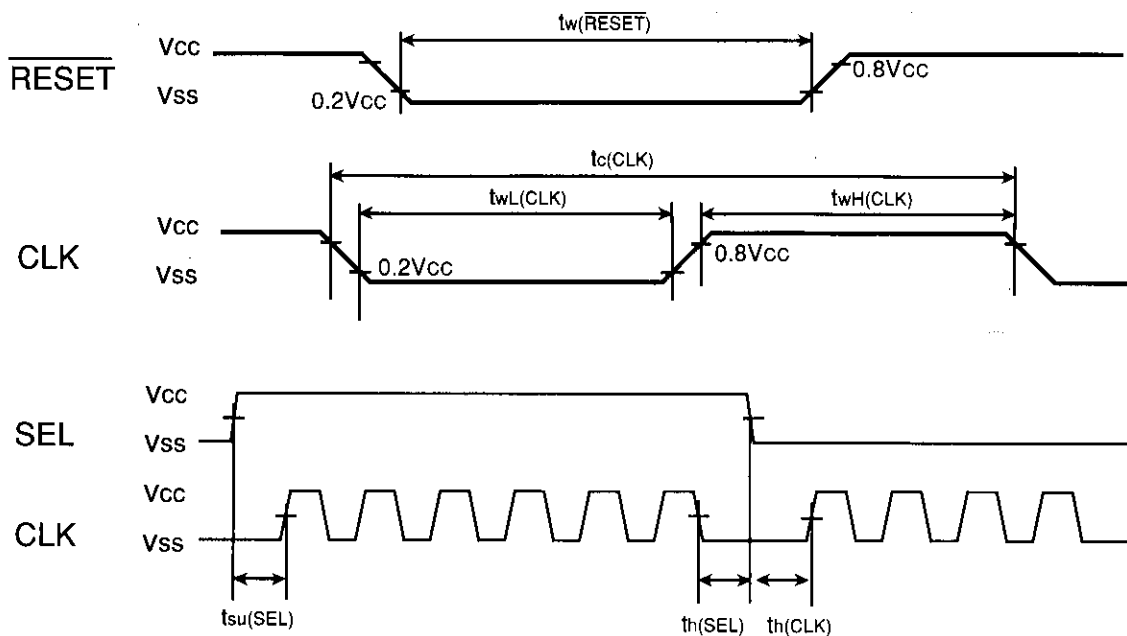 tw(RESET)
Vcc
RESET
0.8Vcc
Vss
0.2Vcc
tc(CLK)
twL(CLK)
twH(CLK)
Vcc
CLK
0.2Vcc
0.8Vcc
Vss
Vcc
SEL
Vss
Vcc
CLK
Vss
tsu(SEL)
th(SEL)
th(CLK)